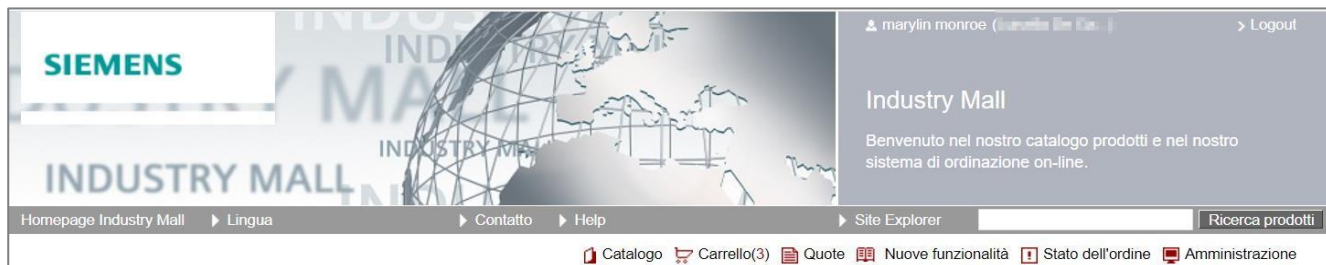 marylin monroe (
Logout
SIEMENS
INDUSTRY MALL
INDUSTRY MALL
Industry Mall
Benvenuto nel nostro catalogo prodotti e nel nostro
sistema di ordinazione on-line.
Homepage Industry Mall Lingua Contatto Help Site Explorer Ricerca prodotti
Catalogo Carrello(3) Quote Nuove funzionalità Stato dell'ordine Amministrazione